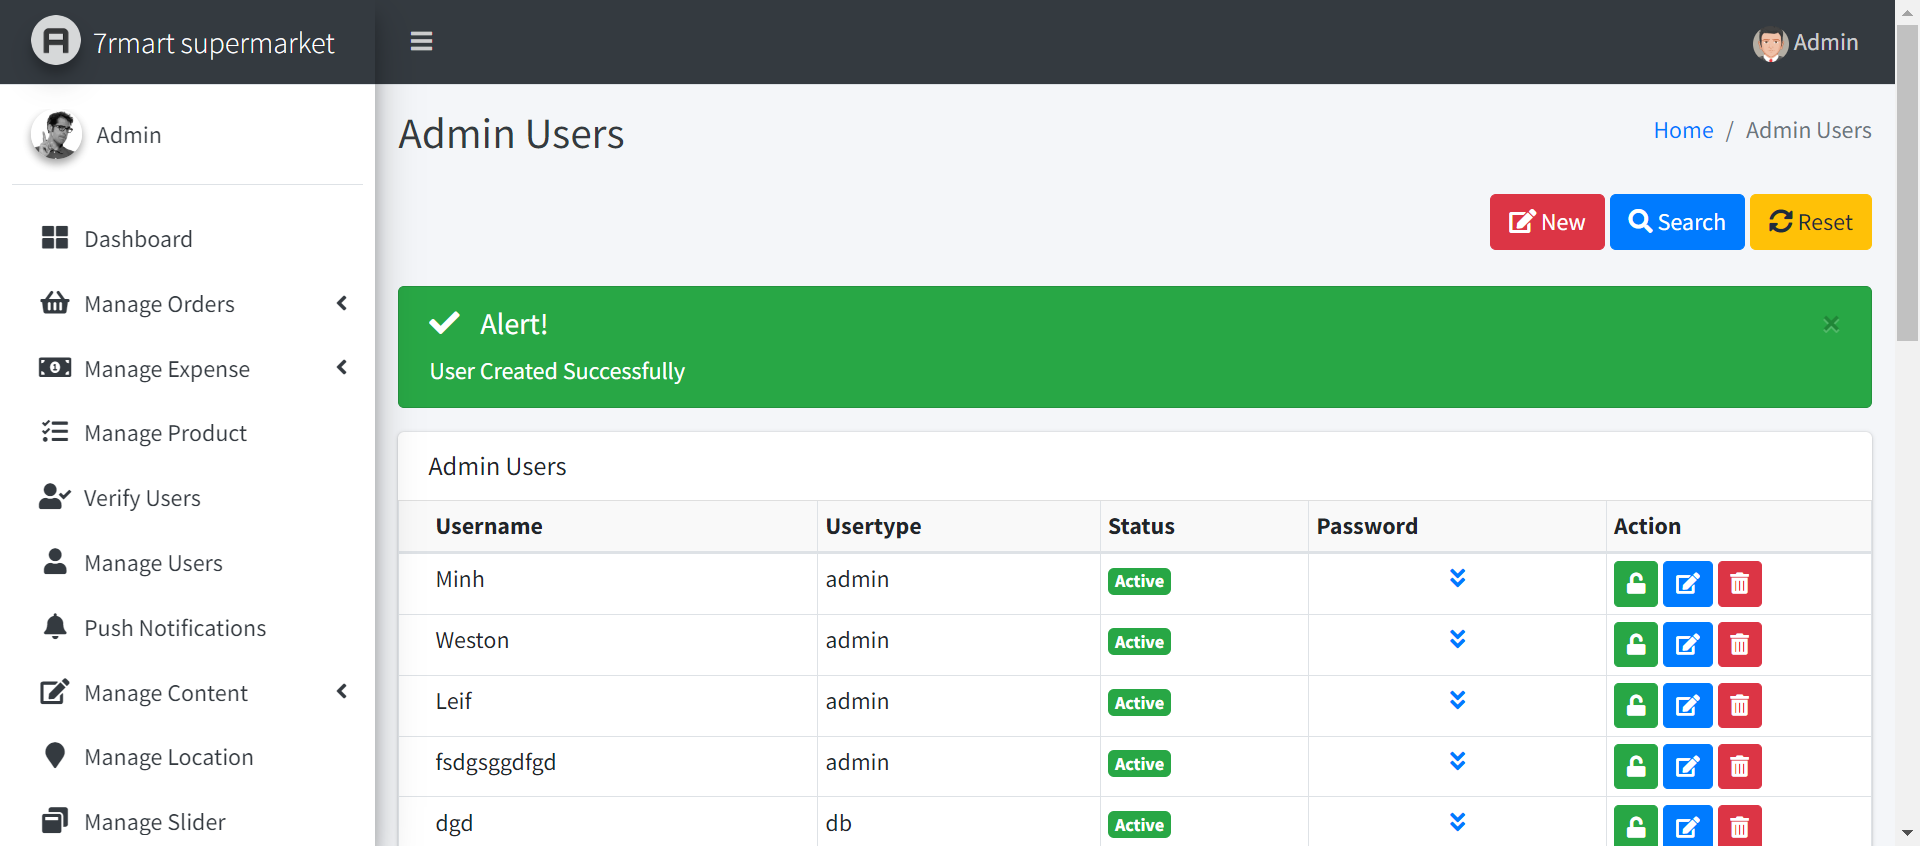 7rmart supermarket
Admin
Admin
Dashboard
Manage Orders
Manage Expense
Manage Product
Verify Users
Manage Users
Push Notifications
Manage Content
Manage Location
Manage Slider
Admin Users
Home / Admin Users
New Search Reset
Alert!
×
User Created Successfully
Admin Users
Username Usertype Status Password Action
Minh admin Active
Weston admin Active
Leif admin Active
fsdgsggdfgd admin Active
dgd db Active